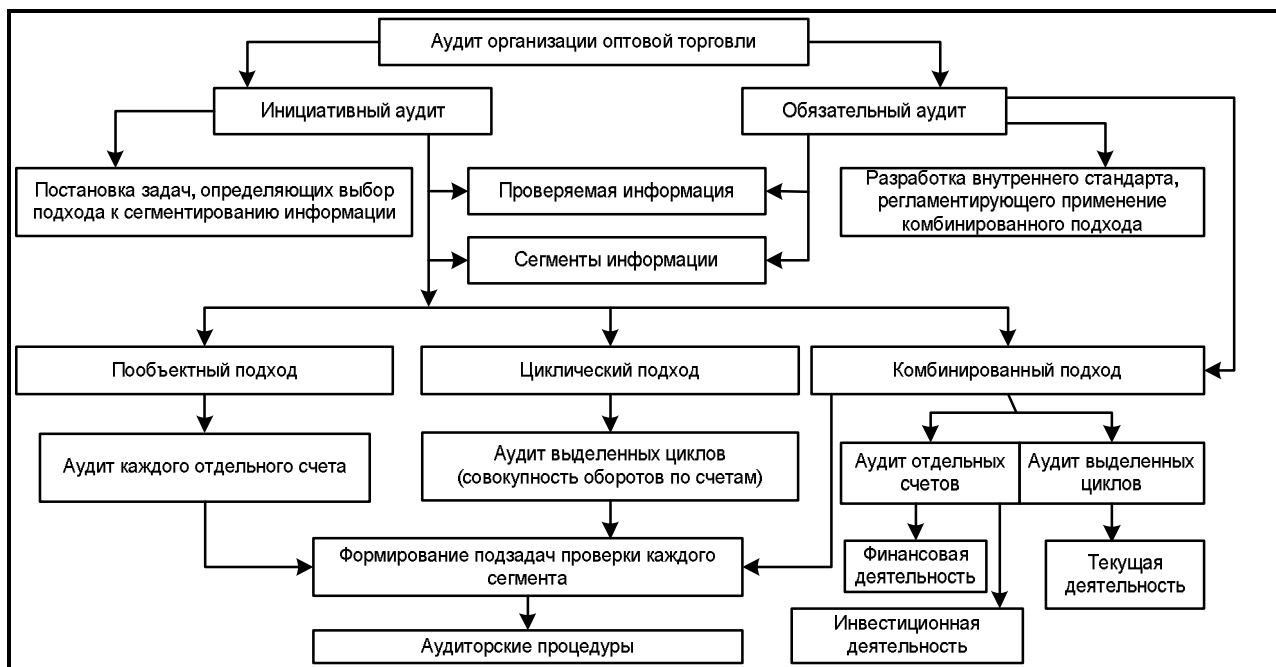 Аудит организации оптовой торговли
Инициативный аудит
Обязательный аудит
Постановка задач, определяющих выбор
подхода к сегментированию информации
Проверяемая информация
Разработка внутреннего стандарта,
регламентирующего применение
комбинированного подхода
Сегменты информации
Пообъектный подход
Циклический подход
Комбинированный подход
Аудит каждого отдельного счета
Аудит выделенных циклов
(совокупность оборотов по счетам)
Аудит отдельных
счетов
Аудит выделенных
циклов
Формирование подзадач проверки каждого
сегмента
Финансовая
деятельность
Текущая
деятельность
Аудиторские процедуры
Инвестиционная
деятельность